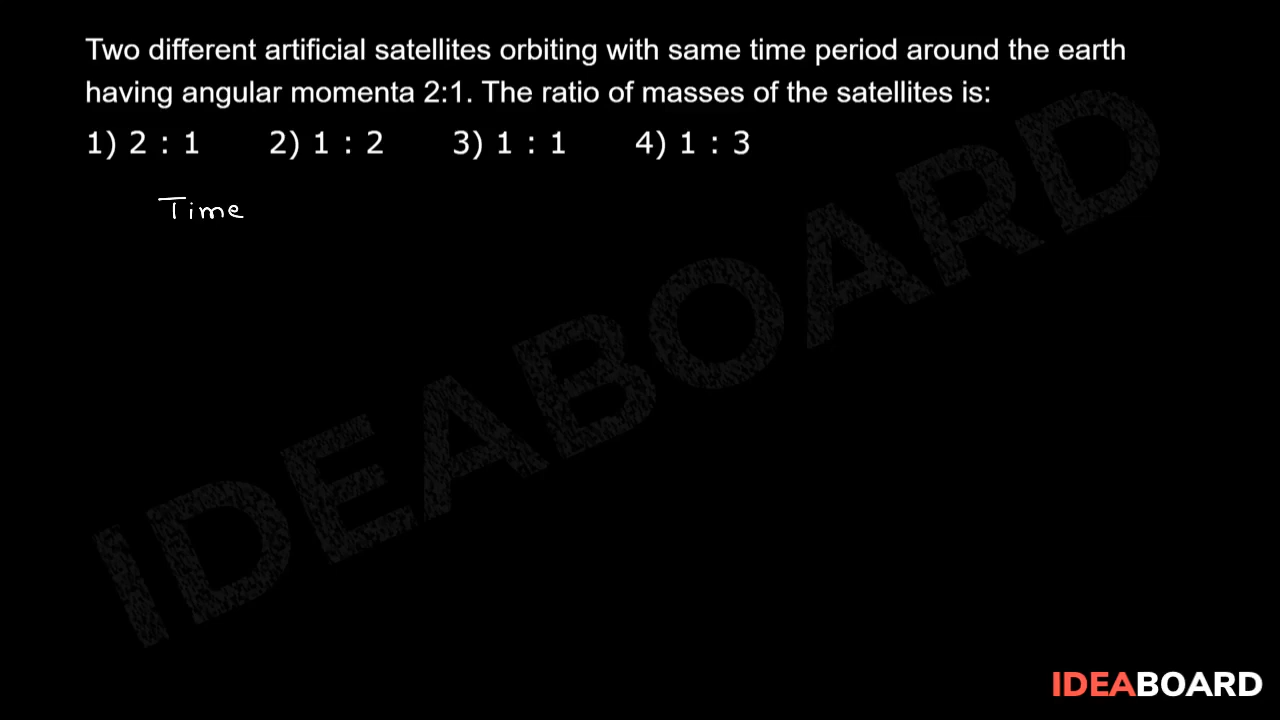 Two different artificial satellites orbiting with same time period around the earth
having angular momenta 2:1. The ratio of masses of the satellites is:
1) 2 : 1 2) 1 : 2 3) 1 : 1 4) 1 : 3
Time
IDEABOARD
IDEABOARD